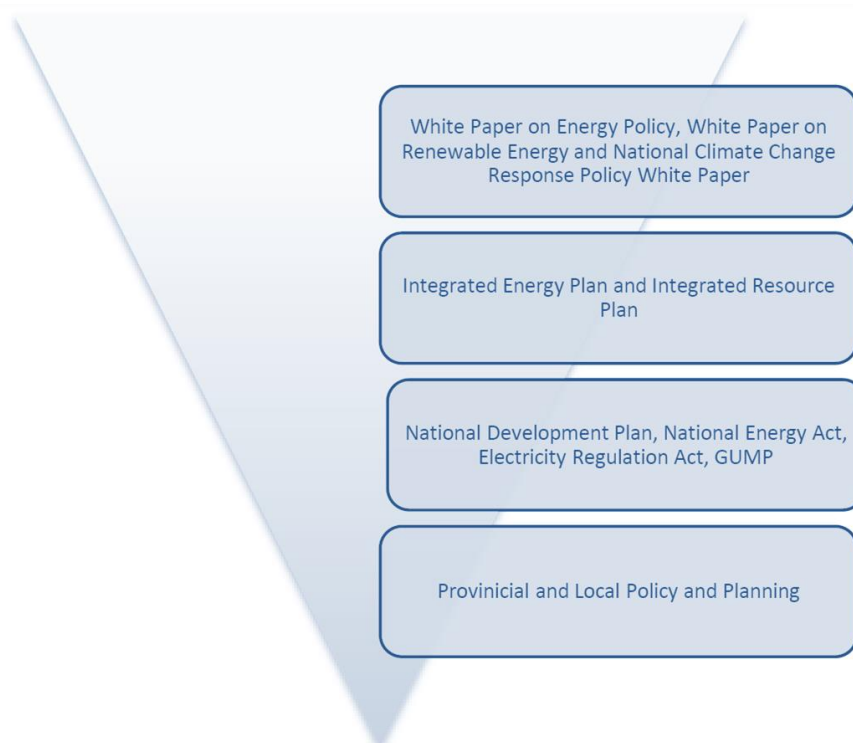 White Paper on Energy Policy, White Paper on
Renewable Energy and National Climate Change
Response Policy White Paper
Integrated Energy Plan and Integrated Resource
Plan
National Development Plan, National Energy Act,
Electricity Regulation Act, GUMP
Provinicial and Local Policy and Planning